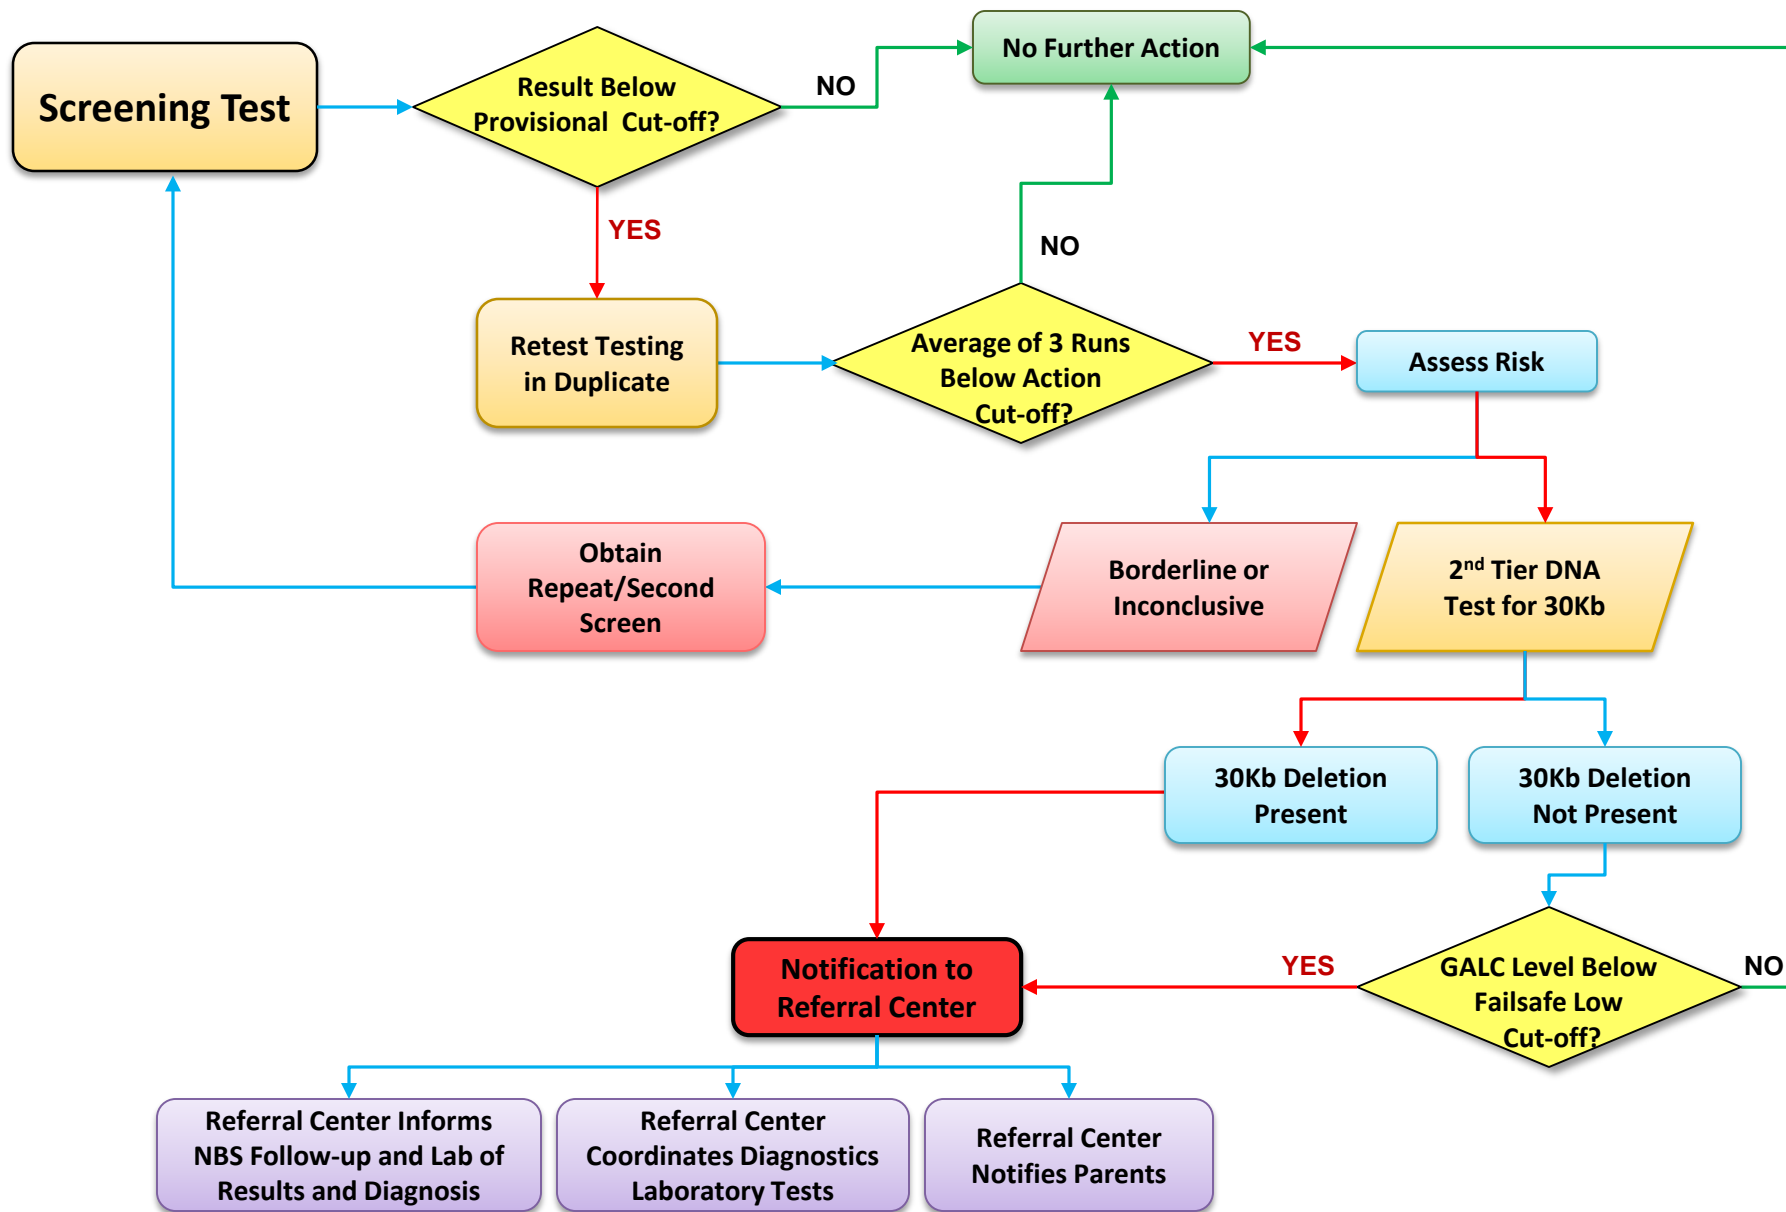 Screening Test
Result Below
Provisional Cut-off?
NO
No Further Action
YES
NO
Retest Testing
in Duplicate
Average of 3 Runs
Below Action
Cut-off?
YES
Assess Risk
Obtain
Repeat/Second
Screen
Borderline or
Inconclusive
2nd Tier DNA
Test for 30Kb
30Kb Deletion
Present
30Kb Deletion
Not Present
Notification to
Referral Center
YES
GALC Level Below
Failsafe Low
Cut-off?
NO
Referral Center Informs
NBS Follow-up and Lab of
Results and Diagnosis
Referral Center
Coordinates Diagnostics
Laboratory Tests
Referral Center
Notifies Parents